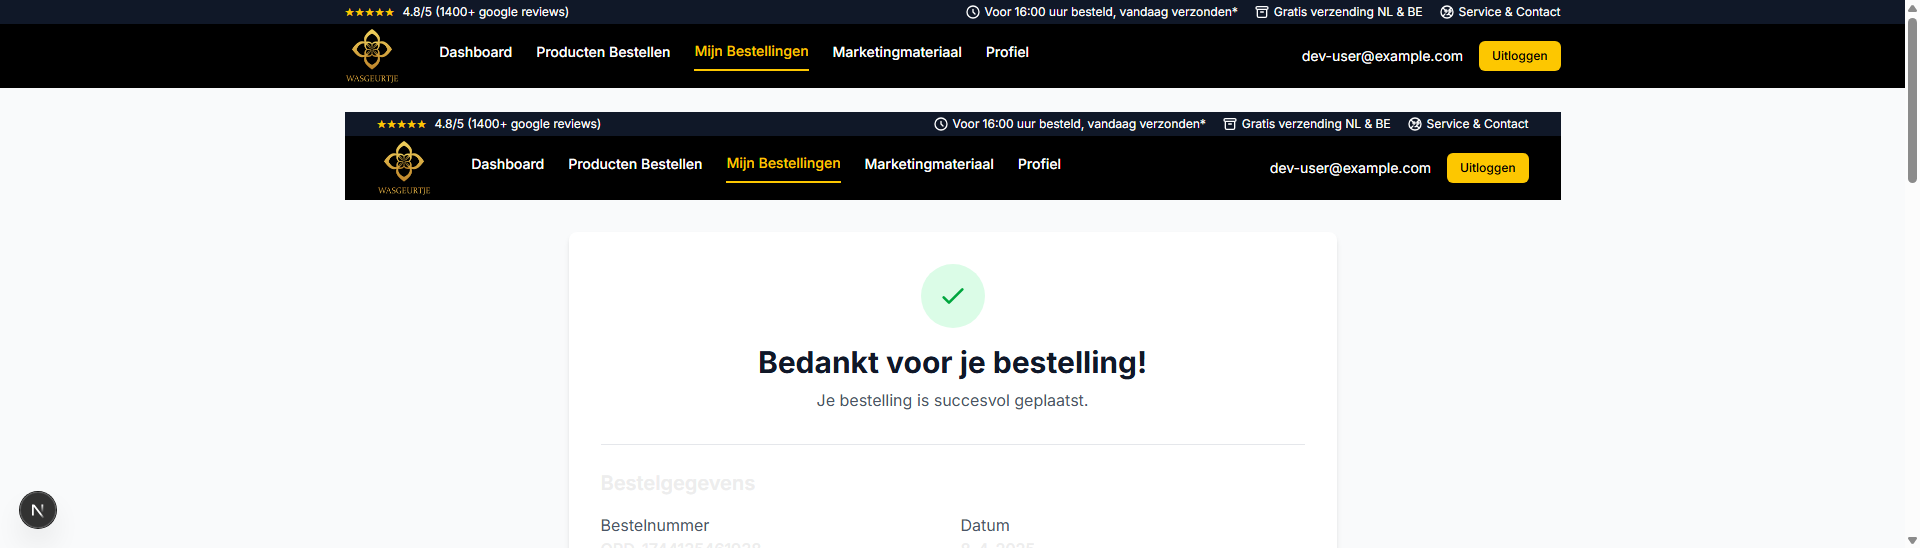 ★★★★★ 4.8/5 (1400+ google reviews) Voor 16:00 uur besteld, vandaag verzonden* Gratis verzending NL & BE Service & Contact
WASGEURTJE Dashboard Producten Bestellen Mijn Bestellingen Marketingmateriaal Profiel dev-user@example.com Uitloggen
★★★★★ 4.8/5 (1400+ google reviews) Voor 16:00 uur besteld, vandaag verzonden* Gratis verzending NL & BE Service & Contact
WASGEURTJE Dashboard Producten Bestellen Mijn Bestellingen Marketingmateriaal Profiel dev-user@example.com Uitloggen
Bedankt voor je bestelling!
Je bestelling is succesvol geplaatst.
Bestelgegevens
N
Bestelnummer Datum